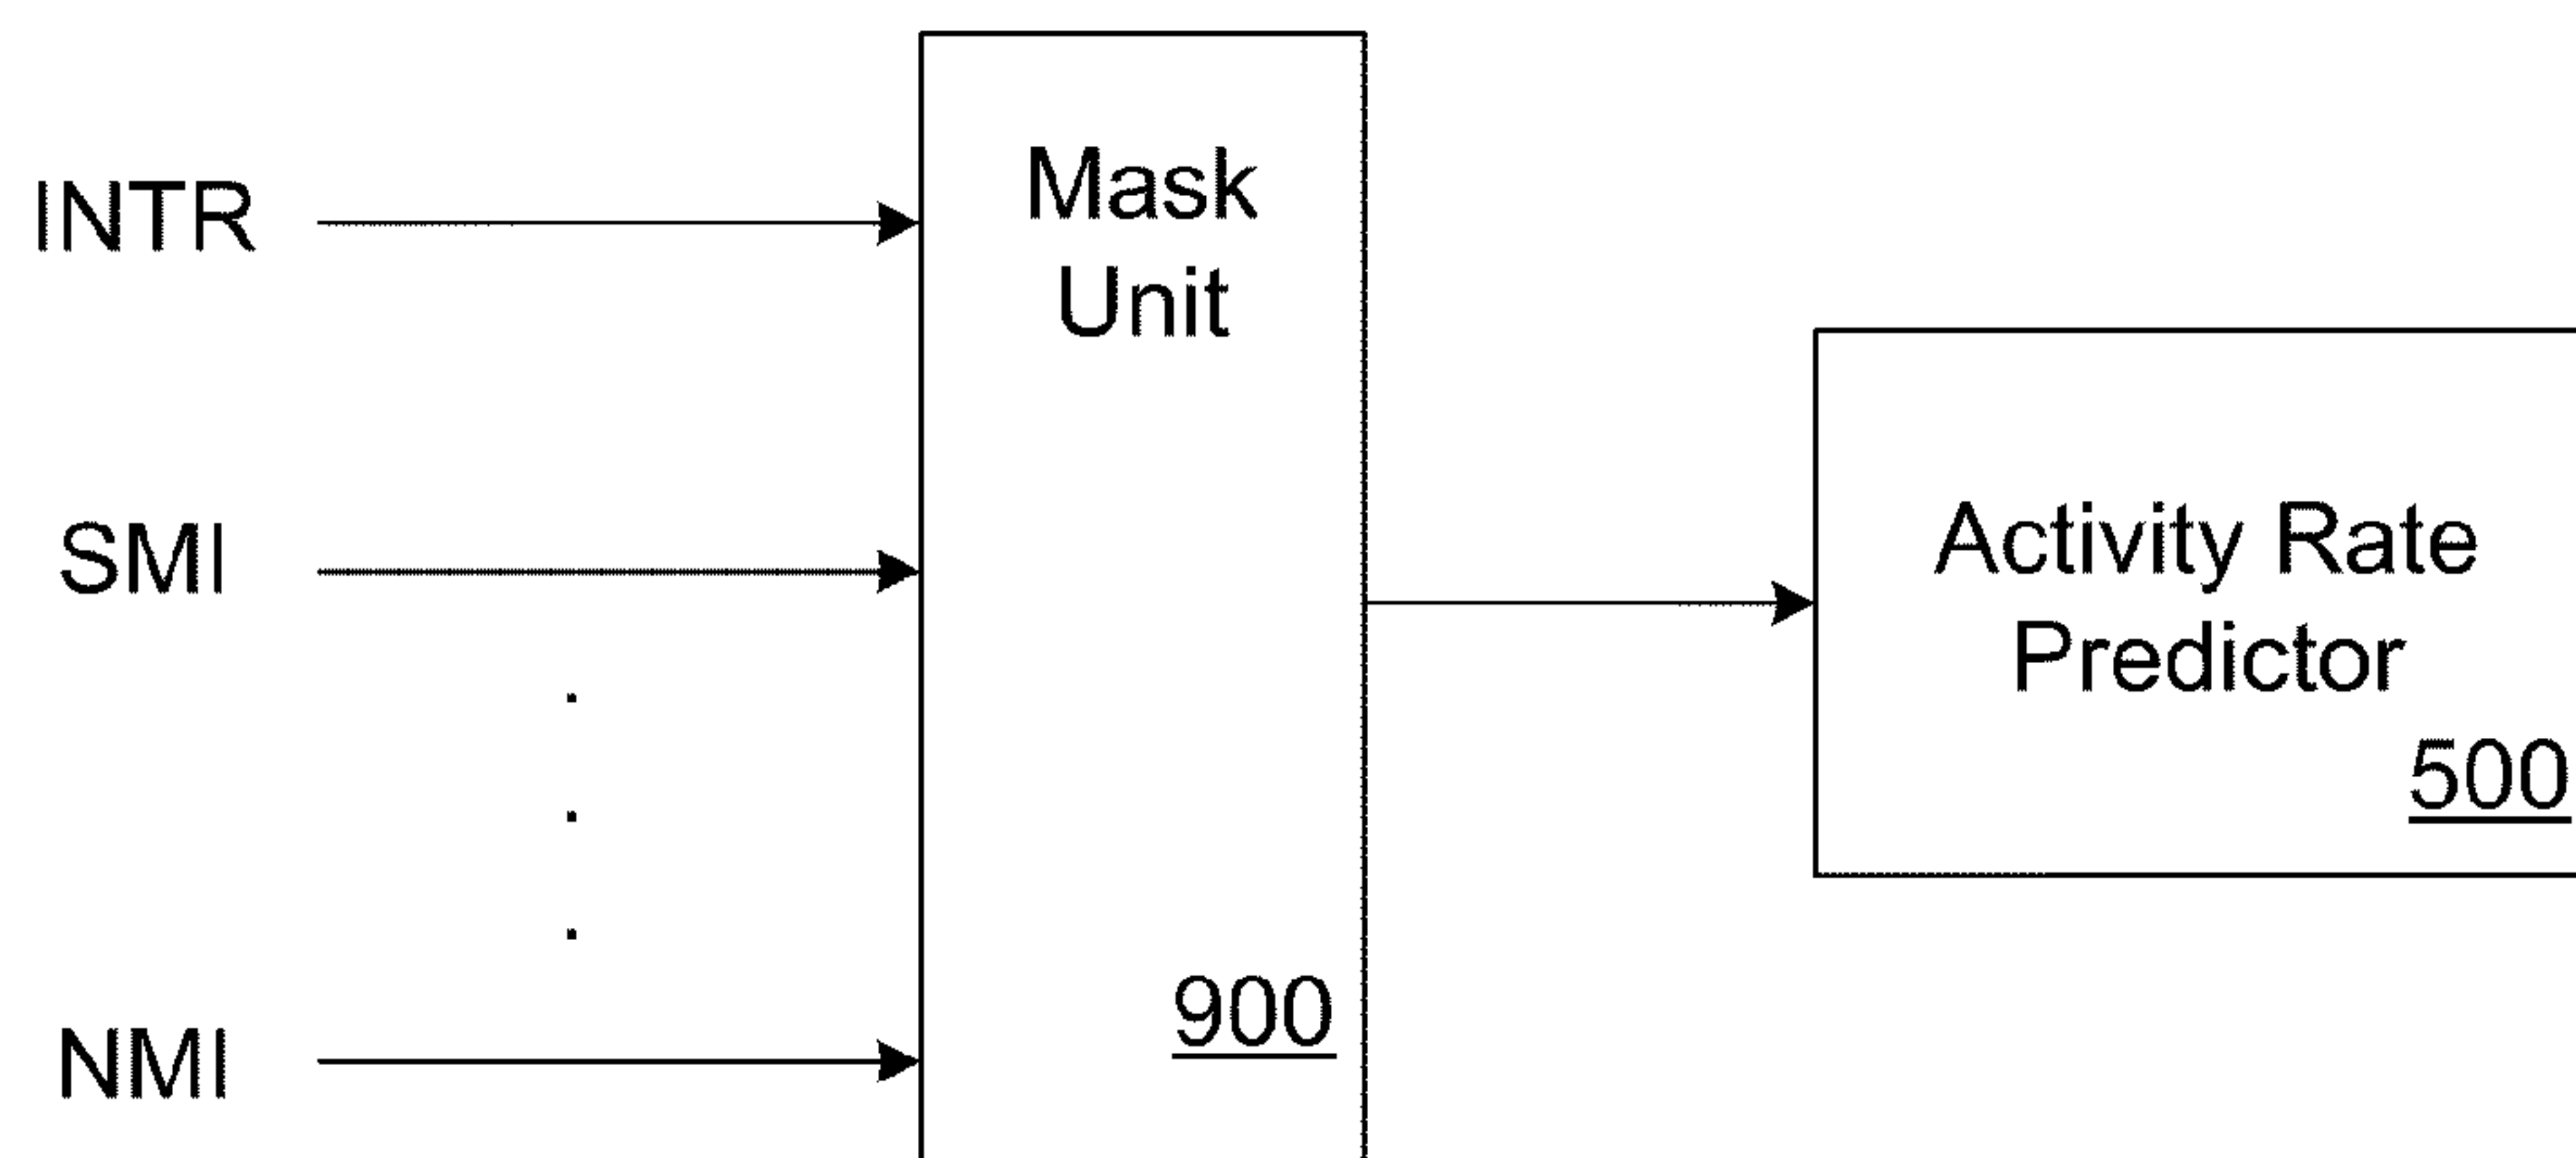 INTR
SMI
NMI
Mask
Unit
900
Activity Rate
Predictor
500